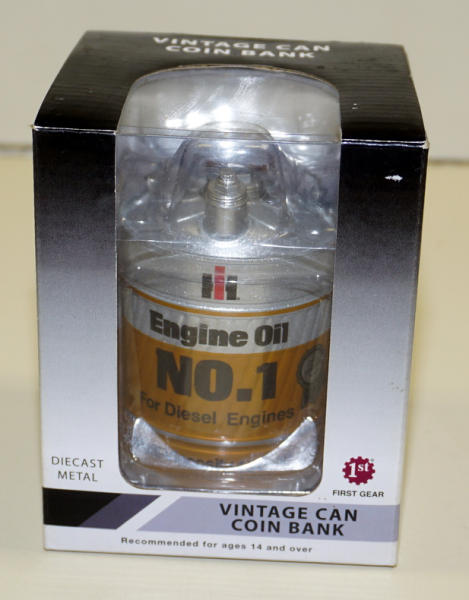 VINTAGE CAN
COIN BANK
IH
Engine Oil
NO.1
For Diesel Engines
DIECAST
METAL
1st
FIRST GEAR
VINTAGE CAN
COIN BANK
Recommended for ages 14 and over